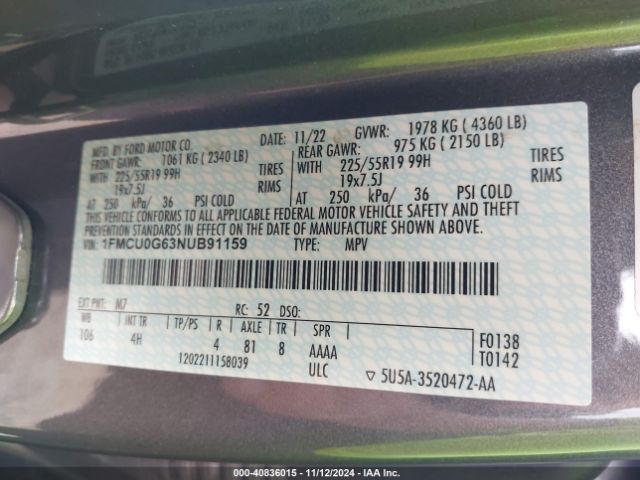 MFD. BY FORD MOTOR CO. DATE: 11/22 GVWR: 1978 KG ( 4360 LB)
FRONT GAWR: 1061 KG ( 2340 LB) REAR GAWR: 975 KG ( 2150 LB)
WITH 225/55R19 99H TIRES WITH 225/55R19 99H TIRES
19x7.5J RIMS 19x7.5J RIMS
AT 250 kPa/ 36 PSI COLD AT 250 kPa/ 36 PSI COLD
THIS VEHICLE CONFORMS TO ALL APPLICABLE FEDERAL MOTOR VEHICLE SAFETY AND THEFT
PREVENTION STANDARDS IN EFFECT ON THE DATE OF MANUFACTURE SHOWN ABOVE.
VIN: 1FMCU0G63NUB91159 TYPE: MPV
EXT PNT: M7 RC: 52 DSO:
WB INT TR TP/PS R AXLE TR SPR
106 4H 4 81 8 AAAA F0138
1202211158039 ULC T0142
▽ 5U5A-3520472-AA
000-40836015 - 11/12/2024 - IAA Inc.